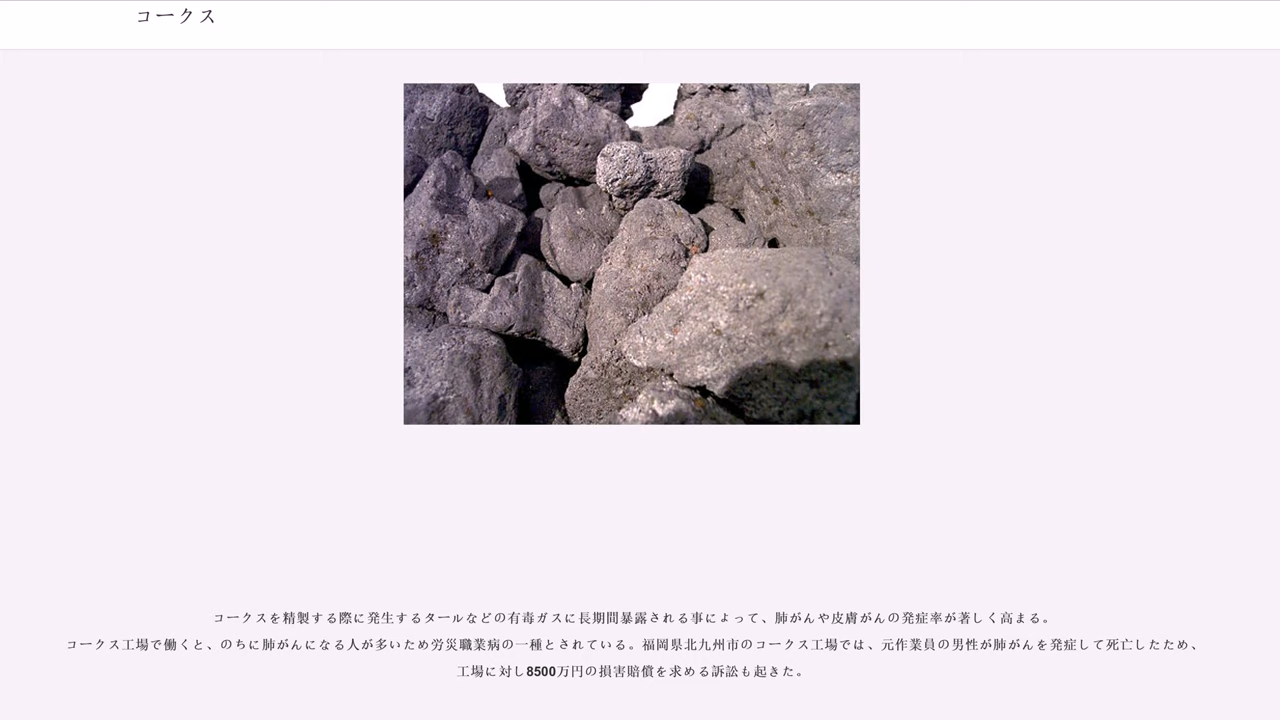 コークス
コークスを精製する際に発生するタールなどの有毒ガスに長期間暴露される事によって、肺がんや皮膚がんの発症率が著しく高まる。
コークス工場で働くと、のちに肺がんになる人が多いため労災職業病の一種とされている。福岡県北九州市のコークス工場では、元作業員の男性が肺がんを発症して死亡したため、
工場に対し8500万円の損害賠償を求める訴訟も起きた。